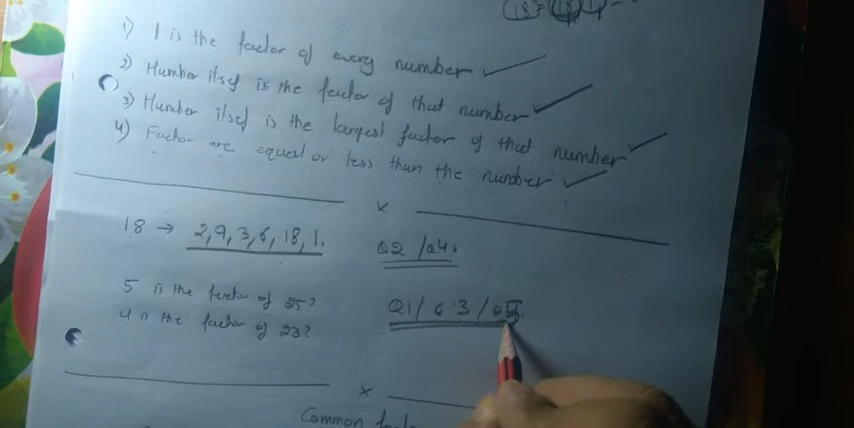 1) 1 is the factor of every number ✓
2) Number itself is the factor of that number ✓
3) Number itself is the largest factor of that number ✓
4) Factor are equal or less than the number ✓
x
18 → 2,9,3,6,18,1.
Q2 / Q4.
5 is the factor of 25?
4 is the factor of 23?
Q1 / Q.3 / Q5
x
Common